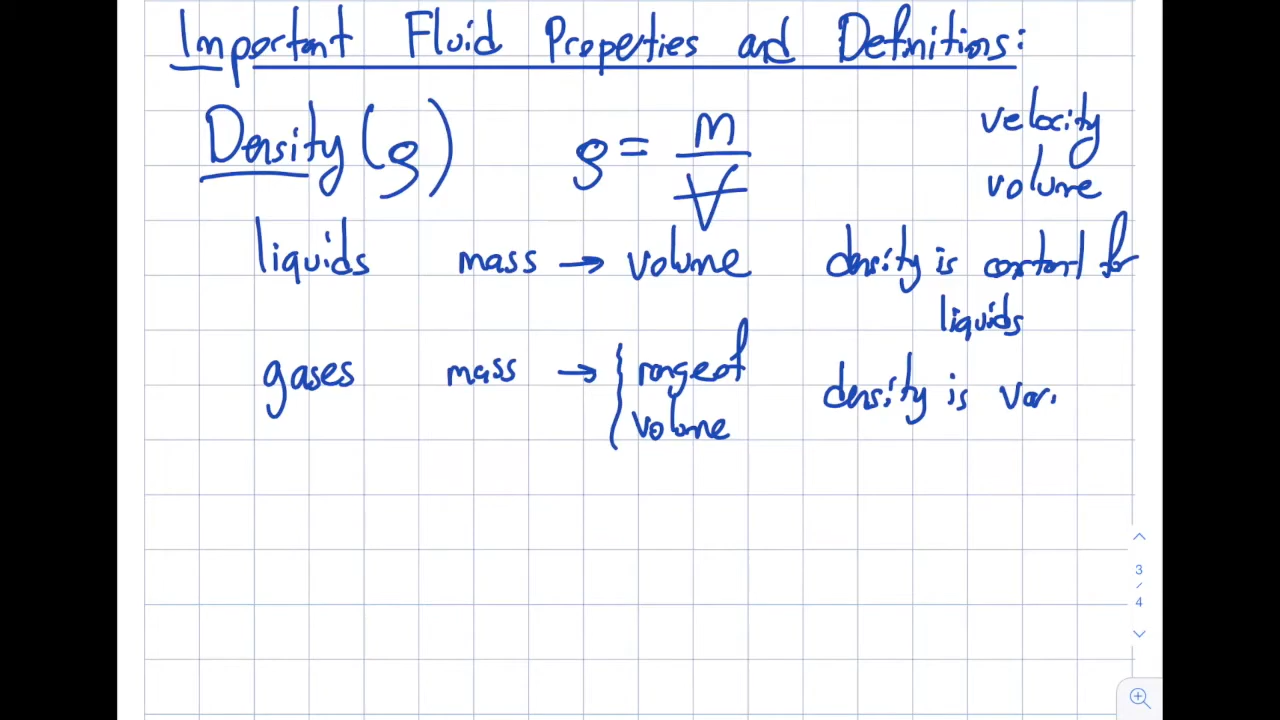 Important Fluid Properties and Definitions:
Density (ρ) ρ = m / V
velocity
volume
liquids mass → volume density is constant for
liquids
gases mass → { range of
volume
density is vari
3
/
4